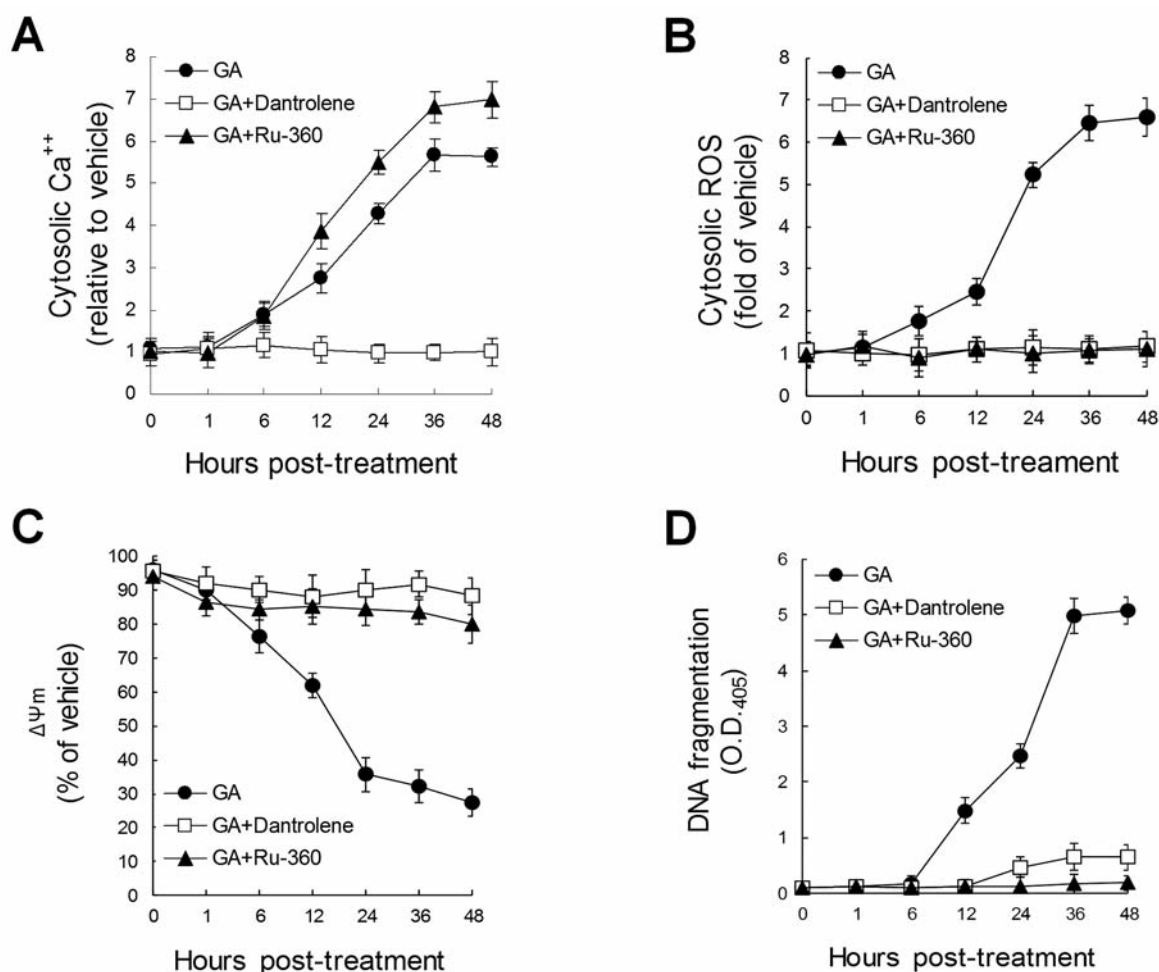 A
8
7
6
5
4
3
2
1
0
GA
GA+Dantrolene
GA+Ru-360
Cytosolic Ca++
(relative to vehicle)
0 1 6 12 24 36 48
Hours post-treatment
B
8
7
6
5
4
3
2
1
0
GA
GA+Dantrolene
GA+Ru-360
Cytosolic ROS
(fold of vehicle)
0 1 6 12 24 36 48
Hours post-treament
C
100
90
80
70
60
50
40
30
20
10
0
ΔΨm
(% of vehicle)
GA
GA+Dantrolene
GA+Ru-360
0 1 6 12 24 36 48
Hours post-treatment
D
6
5
4
3
2
1
0
GA
GA+Dantrolene
GA+Ru-360
DNA fragmentation
(O.D.405)
0 1 6 12 24 36 48
Hours post-treatment